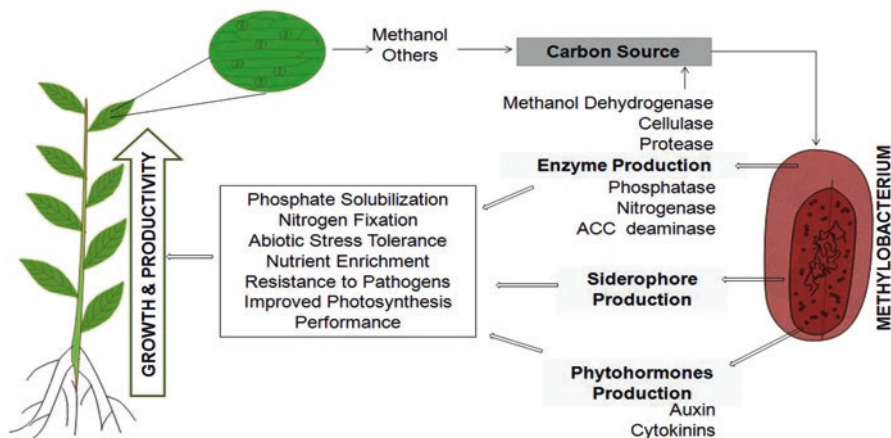 Methanol
Others
Carbon Source
Methanol Dehydrogenase
Cellulase
Protease
Enzyme Production
Phosphatase
Nitrogenase
ACC deaminase
Siderophore
Production
Phytohormones
Production
Auxin
Cytokinins
METHYLOBACTERIUM
Phosphate Solubilization
Nitrogen Fixation
Abiotic Stress Tolerance
Nutrient Enrichment
Resistance to Pathogens
Improved Photosynthesis
Performance
GROWTH & PRODUCTIVITY